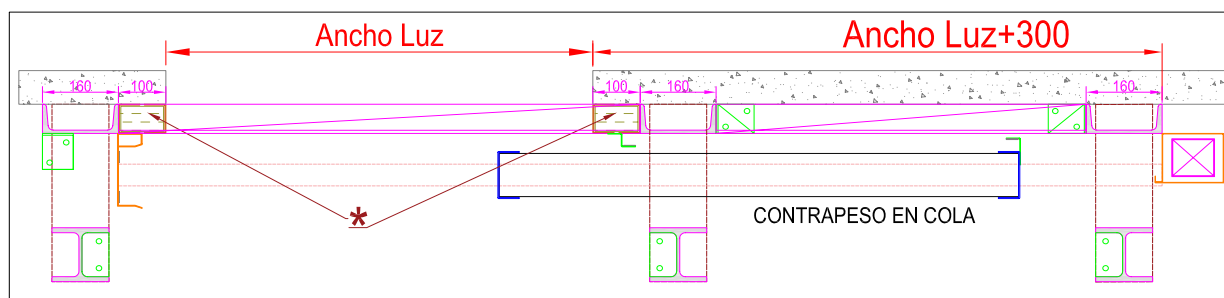 Ancho Luz
Ancho Luz+300
160
100
100
160
160
*
CONTRAPESO EN COLA